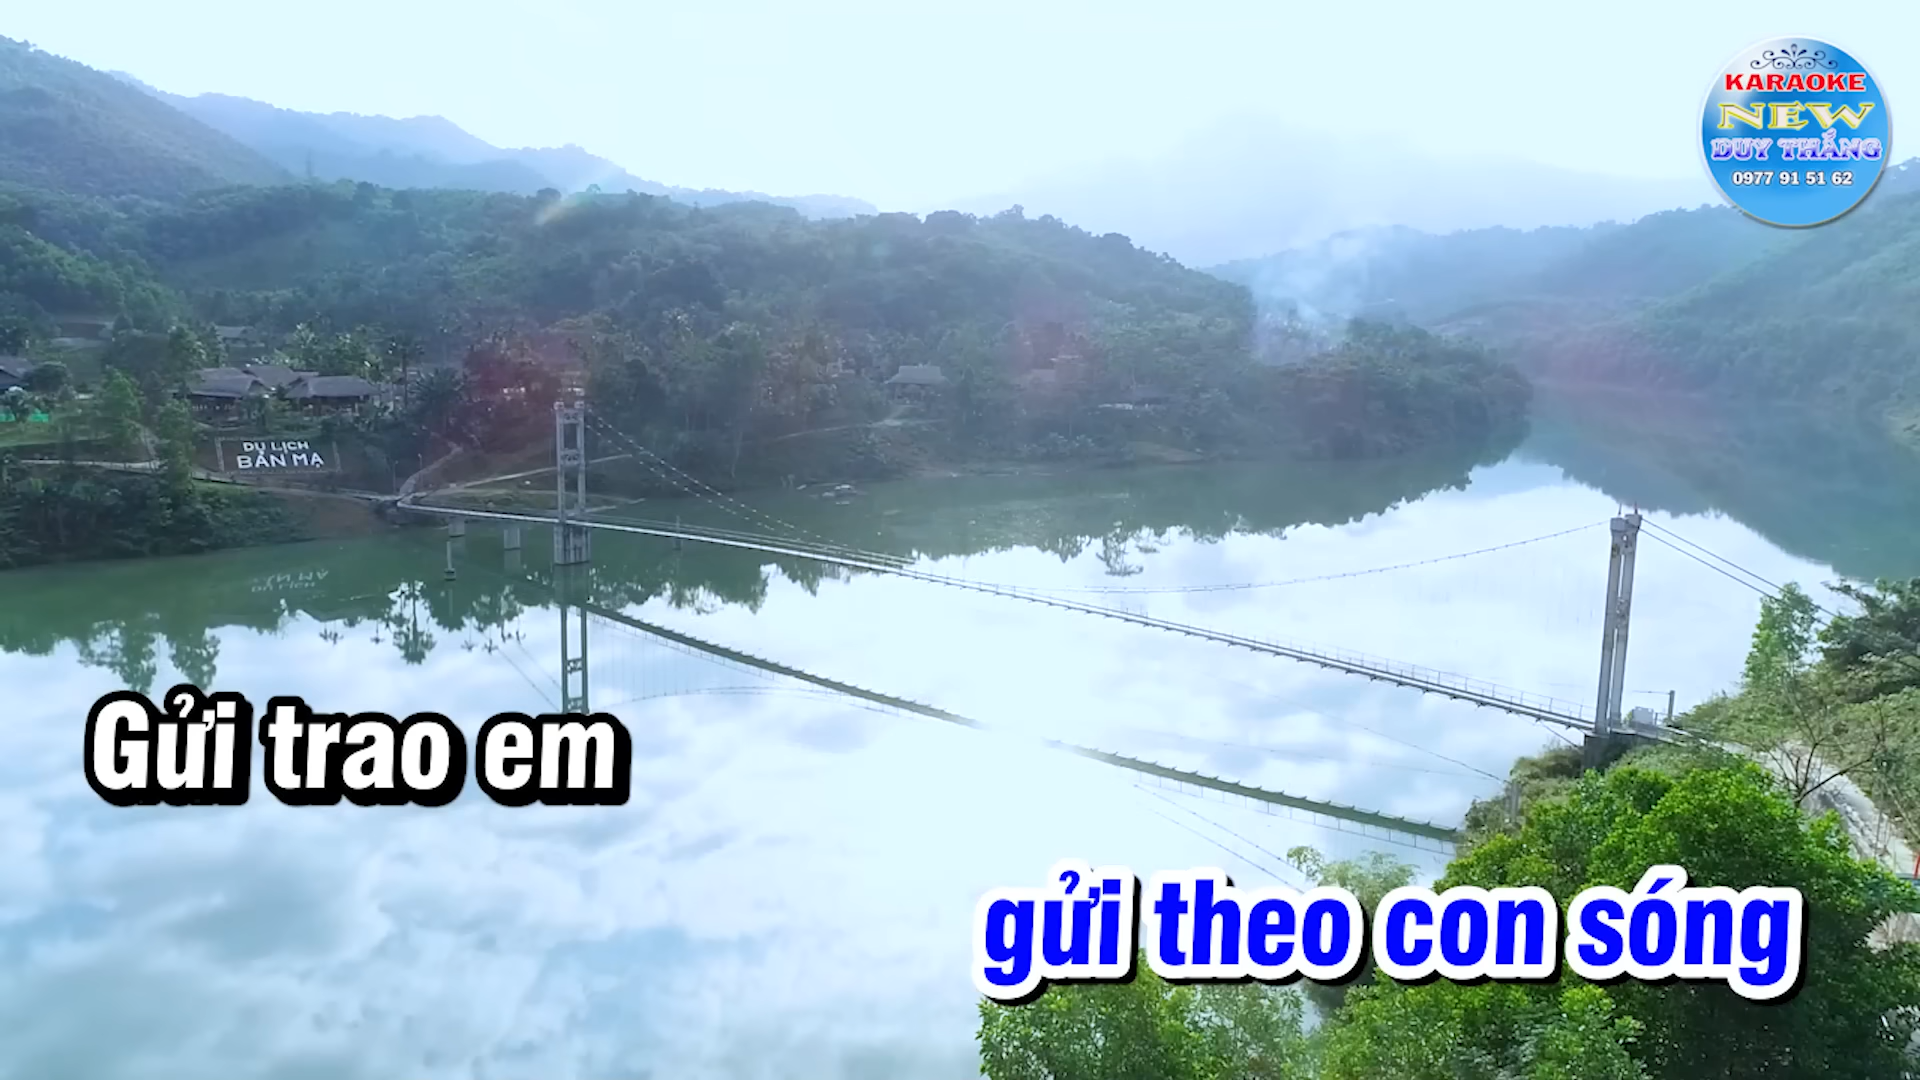 KARAOKE
NEW
DUY THẮNG
0977 91 51 62
DU LỊCH
BẢN MẠ
Gửi trao em
gửi theo con sóng